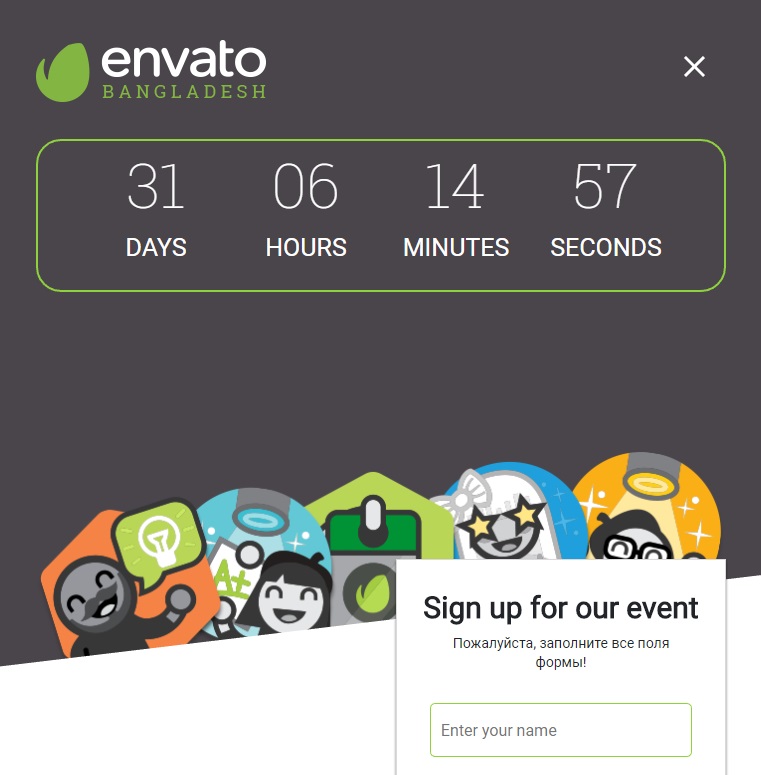 envato
BANGLADESH
31 06 14 57
DAYS HOURS MINUTES SECONDS
A+
Sign up for our event
Пожалуйста, заполните все поля
формы!
Enter your name